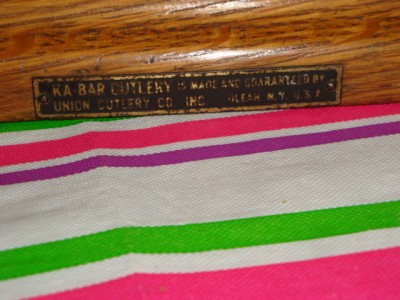 KA-BAR CUTLERY IS MADE AND GUARANTEED BY
UNION CUTLERY CO. INC. OLEAN, N.Y. U.S.A.